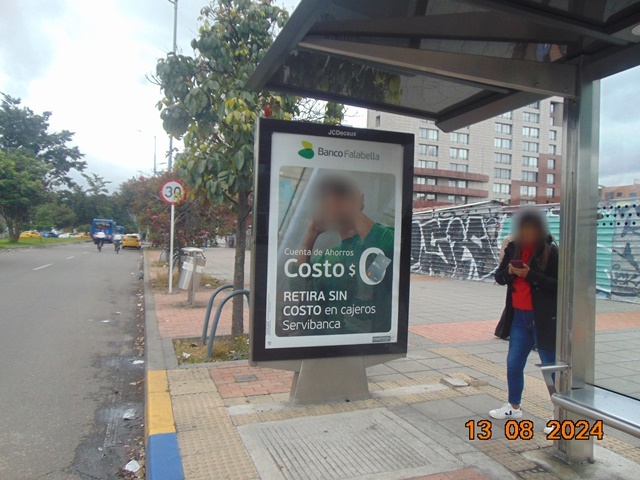 JCDecaux
Banco Falabella
30
Cuenta de Ahorros
Costo $0
RETIRA SIN
COSTO en cajeros
Servibanca
13 08 2024